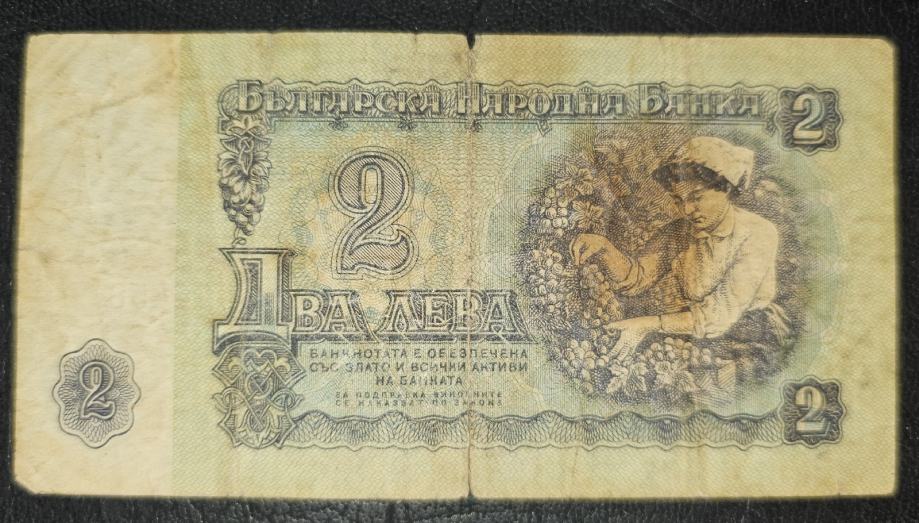 Българска Народна Банка
2
2
Два лева
БАНКНОТАТА Е ОБЕЗПЕЧЕНА
СЪС ЗЛАТО И ВСИЧКИ АКТИВИ
НА БАНКАТА
ЗА ПОДПРАВКА ВИНОВНИТЕ
СЕ НАКАЗВАТ ПО ЗАКОНА
2
2